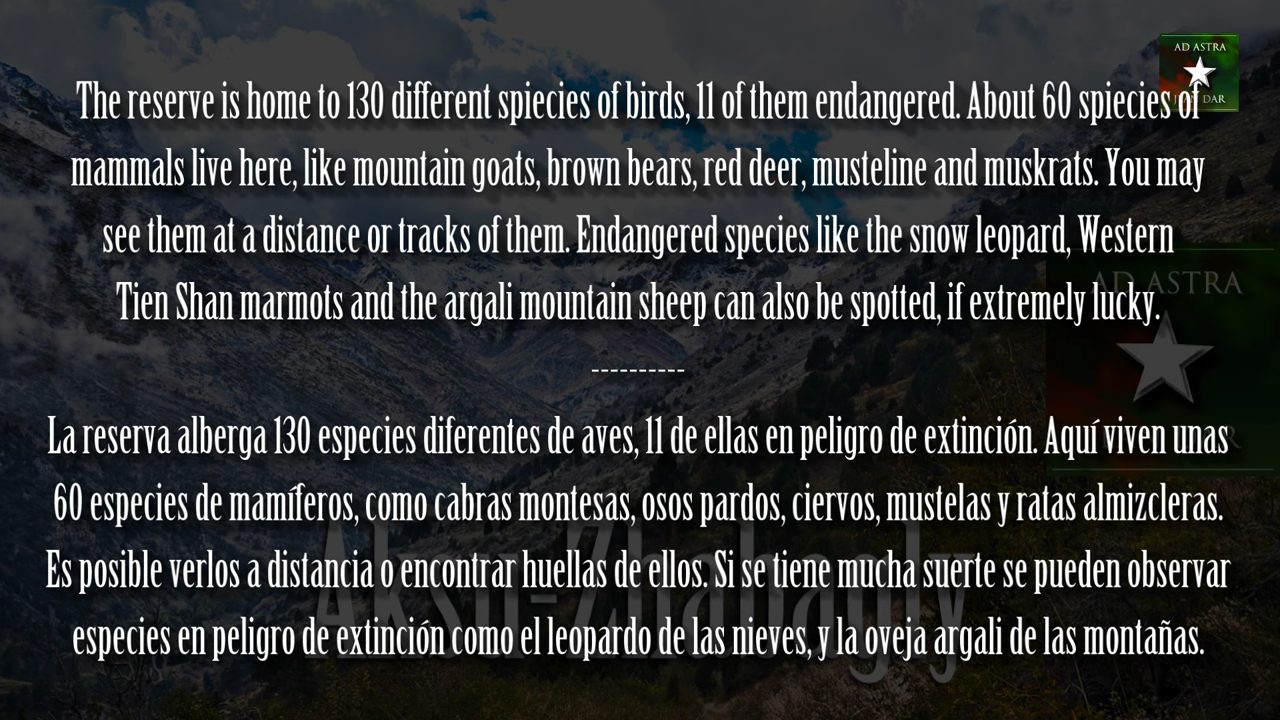 AD ASTRA
The reserve is home to 130 different spiecies of birds, 11 of them endangered. About 60 spiecies of
DAR
mammals live here, like mountain goats, brown bears, red deer, musteline and muskrats. You may
see them at a distance or tracks of them. Endangered species like the snow leopard, Western
AD ASTRA
Tien Shan marmots and the argali mountain sheep can also be spotted, if extremely lucky.
----------
La reserva alberga 130 especies diferentes de aves, 11 de ellas en peligro de extinción. Aquí viven unas
60 especies de mamíferos, como cabras montesas, osos pardos, ciervos, mustelas y ratas almizcleras.
Es posible verlos a distancia o encontrar huellas de ellos. Si se tiene mucha suerte se pueden observar
Aksu-Zhabagly
especies en peligro de extinción como el leopardo de las nieves, y la oveja argali de las montañas.